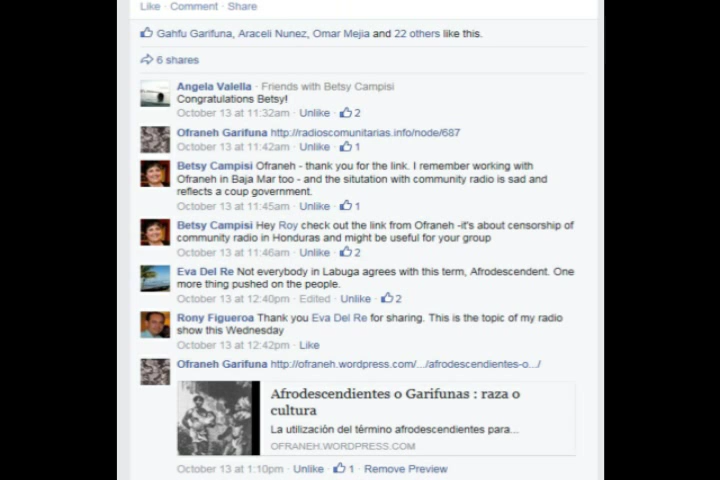 Like · Comment · Share
Gahfu Garifuna, Araceli Nunez, Omar Mejia and 22 others like this.
6 shares
Angela Valella · Friends with Betsy Campisi
Congratulations Betsy!
October 13 at 11:32am · Unlike · 2
Ofraneh Garifuna http://radioscomunitarias.info/node/687
October 13 at 11:42am · Unlike · 1
Betsy Campisi Ofraneh - thank you for the link. I remember working with
Ofraneh in Baja Mar too - and the situtation with community radio is sad and
reflects a coup government.
October 13 at 11:45am · Unlike · 1
Betsy Campisi Hey Roy check out the link from Ofraneh -it's about censorship of
community radio in Honduras and might be useful for your group
October 13 at 11:46am · Unlike · 2
Eva Del Re Not everybody in Labuga agrees with this term, Afrodescendent. One
more thing pushed on the people.
October 13 at 12:40pm · Edited · Unlike · 2
Rony Figueroa Thank you Eva Del Re for sharing. This is the topic of my radio
show this Wednesday
October 13 at 12:42pm · Like
Ofraneh Garifuna http://ofraneh.wordpress.com/.../afrodescendientes-o.../
Afrodescendientes o Garifunas : raza o
cultura
La utilización del término afrodescendientes para...
OFRANEH.WORDPRESS.COM
October 13 at 1:10pm · Unlike · 1 · Remove Preview